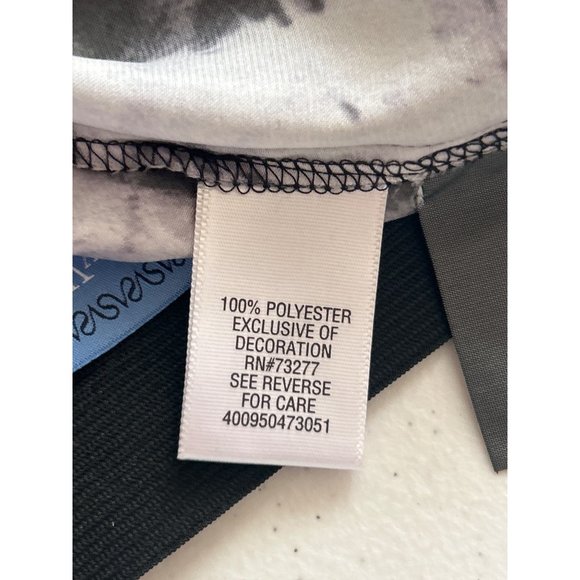 100% POLYESTER
EXCLUSIVE OF
DECORATION
RN#73277
SEE REVERSE
FOR CARE
400950473051